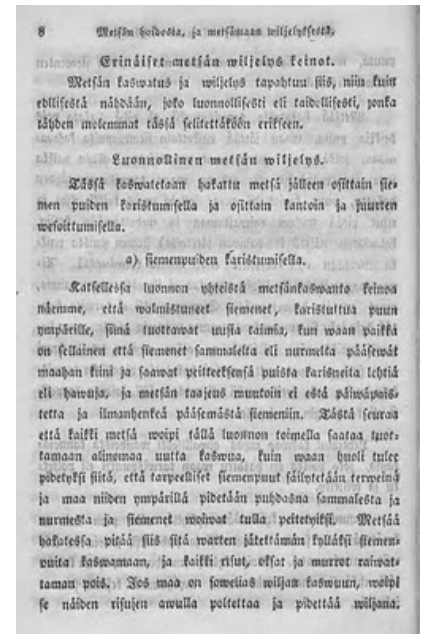 8 Metsän hoidosta, ja metsämaan wiljelyksestä.
Erinäiset metsän wiljelys keinot.
Metsän kaswatus ja wiljelys tapahtuu siis, niin kuin
edllisestä nähdään, joko luonnollisesti eli taidollisesti, jonka
tähden molemmat tässä selitettäköön erikseen.
Luonnollinen metsän wiljelys.
Tässä kaswatetaan hakattu metsä jälleen osittain sie-
men puiden karistumisella ja osittain kantoin ja juurten
wesoittumisella.
a) siemenpuiden karistumisella.
Katsellessa luonnon yhteistä metsänkaswanto keinoa
näemme, että walmistuneet siemenet, karistuttua puun
ympärille, siinä tuottawat uusia taimia, kun waan paikka
on sellainen että siemenet sammalelta eli nurmelta pääsewät
maahan kiini ja saawat peitteeksensä puista karisneita lehtiä
eli hawuja, ja metsän taajeus muutoin ei estä päiwäpais-
tetta ja ilmanhenkeä pääsemästä siemeniin. Tästä seuraa
että kaikki metsä woipi tällä luonnon toimella saataa tuot-
tamaan alinomaa uutta kaswua, kuin waan huoli tulee
pidetyksi siitä, että tarpeelliset siemenpuut säilytetään terweinä
ja maa niiden ympärillä pidetään puhdasna sammalesta ja
nurmesta ja siemenet woiwat tulla peitetyiksi. Metsää
hakatessa pitää siis sitä warten jätettämän kylläksi siemen-
puita kaswamaan, ja kaikki risut, oksat ja murrot raiwat-
taman pois. Jos maa on sowelias wiljan kaswuun, woipi
se näiden risujen awulla poltettaa ja pidettää wiljana.